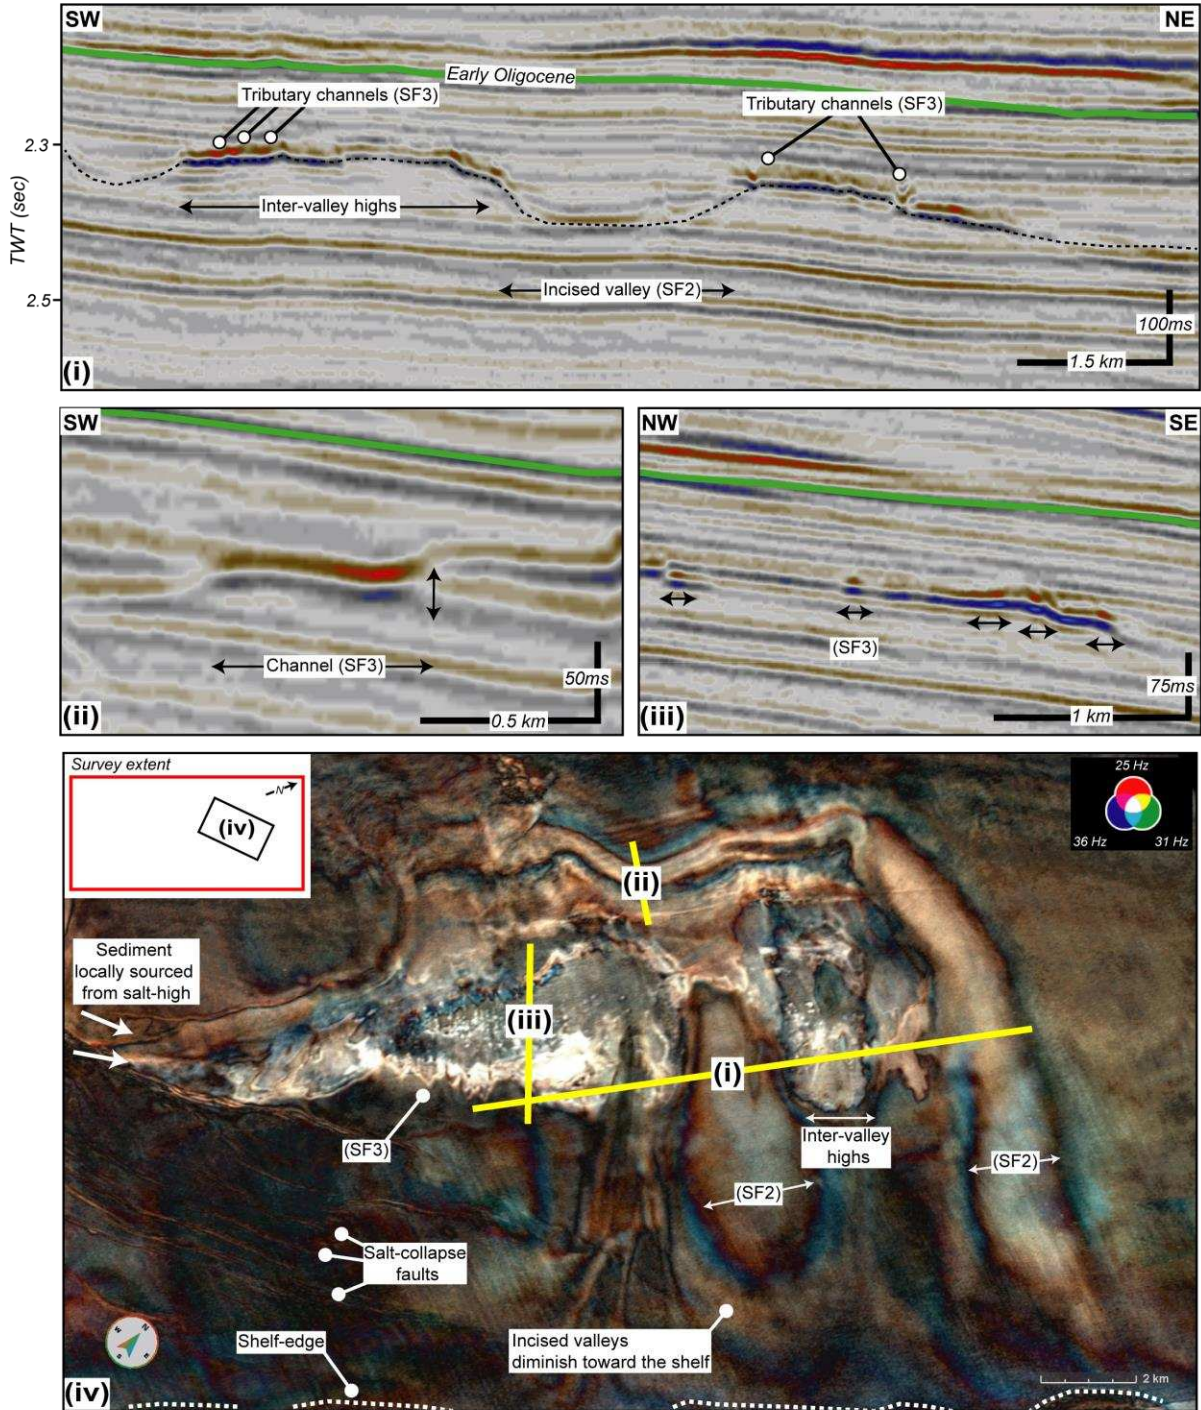 SW
NE
Early Oligocene
Tributary channels (SF3)
Tributary channels (SF3)
2.3
TWT (sec)
Inter-valley highs
Incised valley (SF2)
2.5
100ms
1.5 km
(i)
SW
Channel (SF3)
50ms
0.5 km
(ii)
NW
SE
(SF3)
75ms
1 km
(iii)
Survey extent
N
(iv)
25 Hz
36 Hz
31 Hz
(ii)
Sediment
locally sourced
from salt-high
(iii)
(i)
(SF3)
Inter-valley
highs
(SF2)
(SF2)
Salt-collapse
faults
Shelf-edge
Incised valleys
diminish toward the shelf
2 km
(iv)